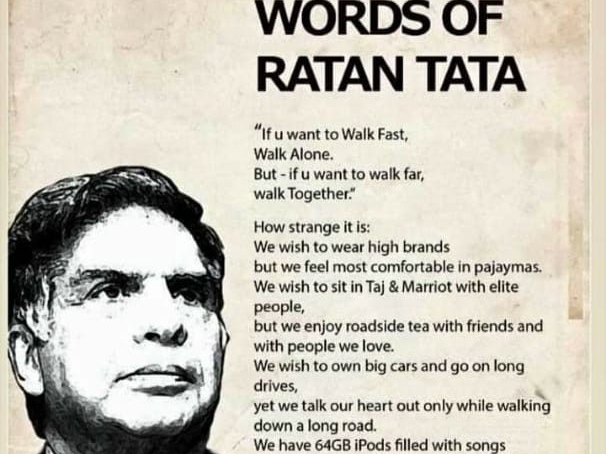 WORDS OF
RATAN TATA
“If u want to Walk Fast,
Walk Alone.
But - if u want to walk far,
walk Together."
How strange it is:
We wish to wear high brands
but we feel most comfortable in pajaymas.
We wish to sit in Taj & Marriot with elite
people,
but we enjoy roadside tea with friends and
with people we love.
We wish to own big cars and go on long
drives,
yet we talk our heart out only while walking
down a long road.
We have 64GB iPods filled with songs